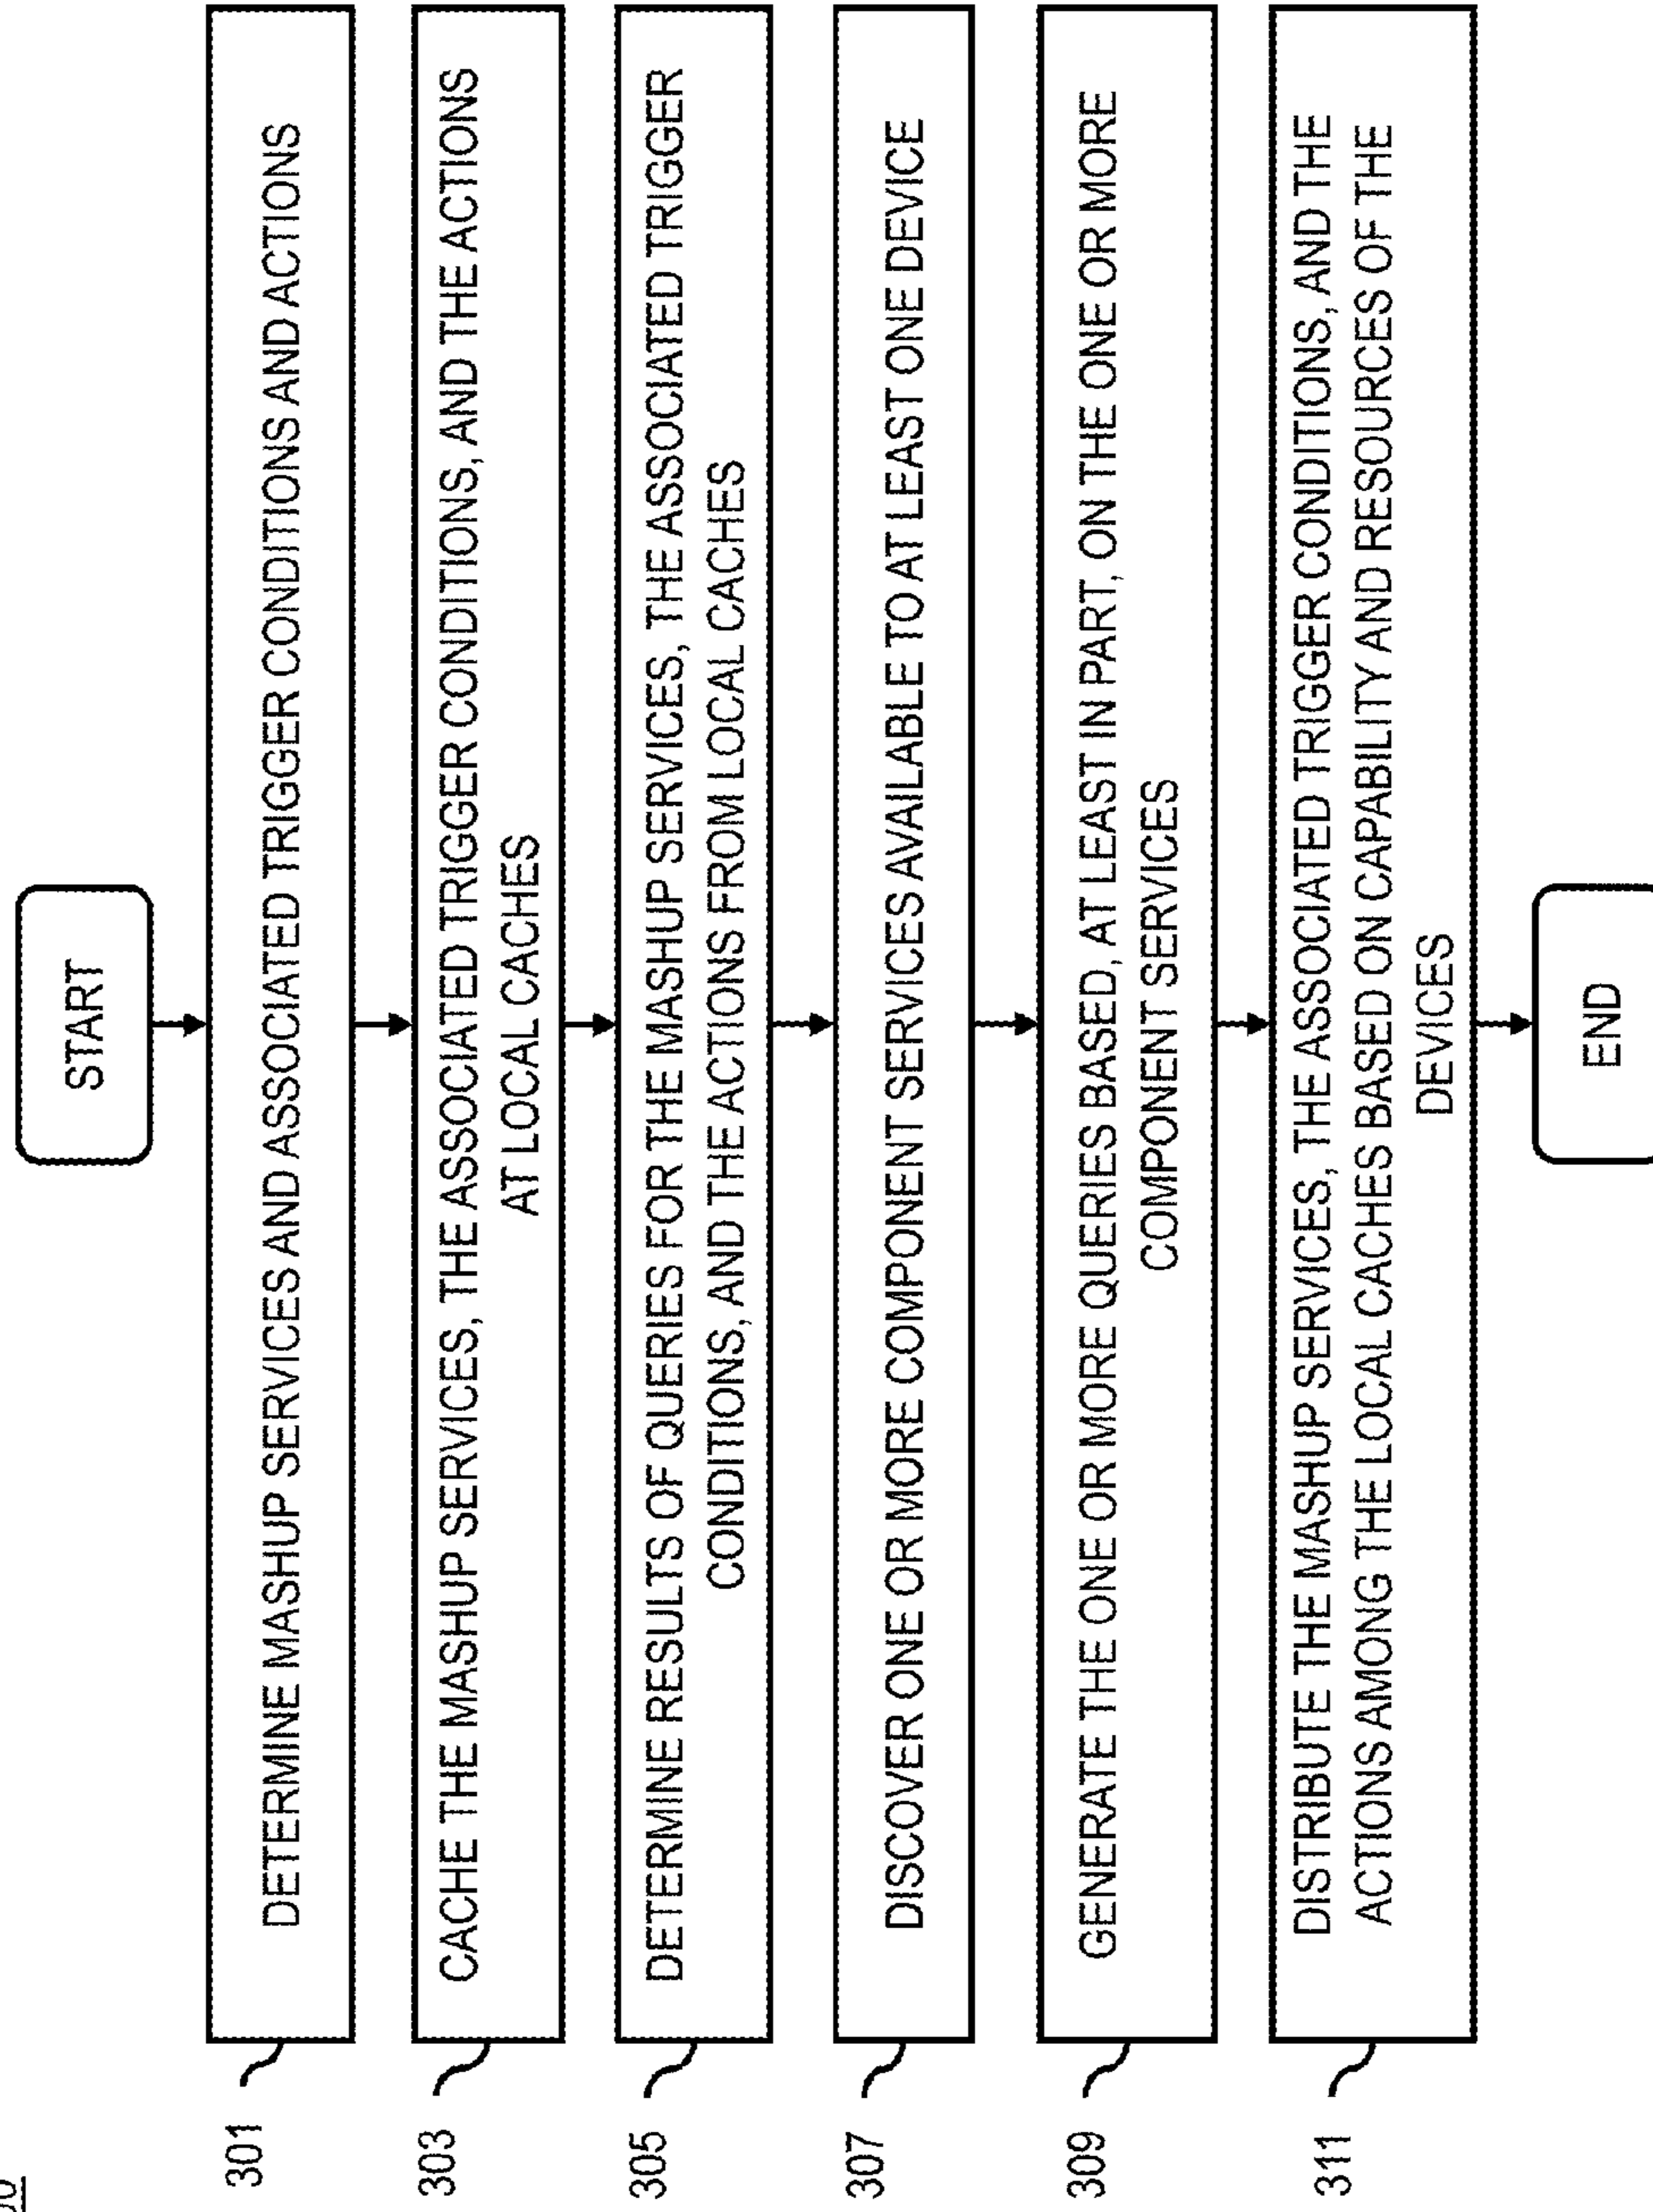 START
301
DETERMINE MASHUP SERVICES AND ASSOCIATED TRIGGER CONDITIONS AND ACTIONS
303
CACHE THE MASHUP SERVICES, THE ASSOCIATED TRIGGER CONDITIONS, AND THE ACTIONS
AT LOCAL CACHES
305
DETERMINE RESULTS OF QUERIES FOR THE MASHUP SERVICES, THE ASSOCIATED TRIGGER
CONDITIONS, AND THE ACTIONS FROM LOCAL CACHES
307
DISCOVER ONE OR MORE COMPONENT SERVICES AVAILABLE TO AT LEAST ONE DEVICE
309
GENERATE THE ONE OR MORE QUERIES BASED, AT LEAST IN PART, ON THE ONE OR MORE
COMPONENT SERVICES
311
DISTRIBUTE THE MASHUP SERVICES, THE ASSOCIATED TRIGGER CONDITIONS, AND THE
ACTIONS AMONG THE LOCAL CACHES BASED ON CAPABILITY AND RESOURCES OF THE
DEVICES
END